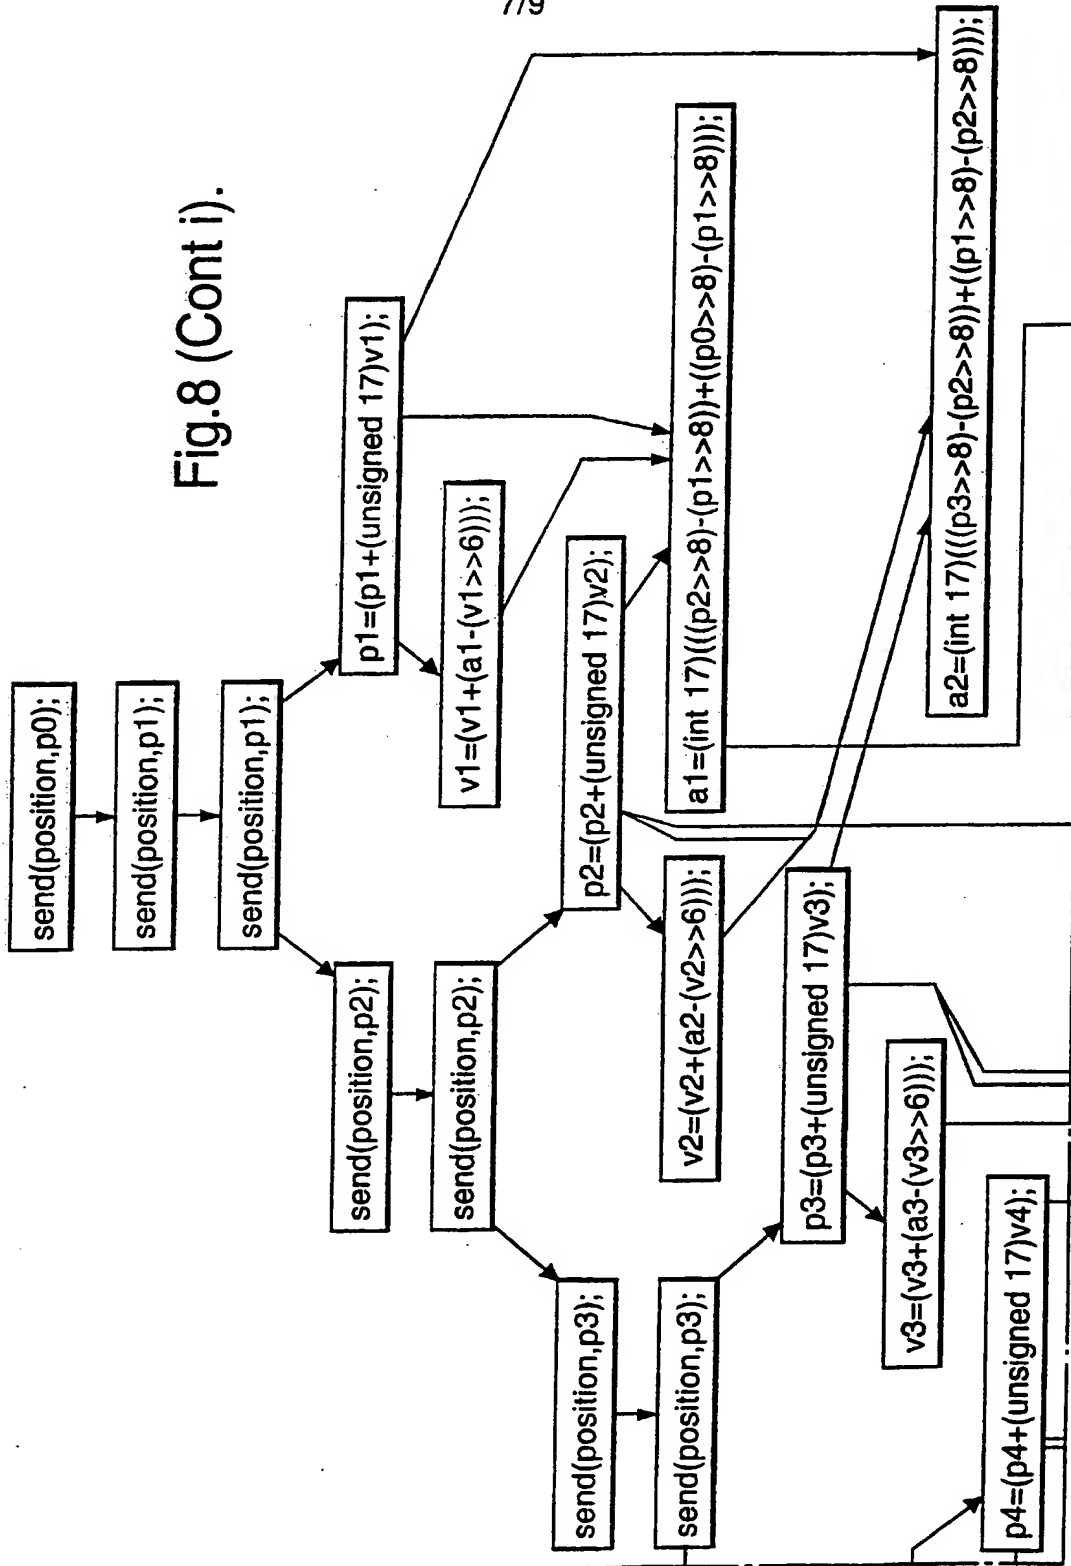 7/9
Fig.8 (Cont i).
send(position,p0);
send(position,p1);
send(position,p1);
p1=(p1+(unsigned 17)v1);
send(position,p2);
v1=(v1+(a1-(v1>>6)));
send(position,p2);
p2=(p2+(unsigned 17)v2);
send(position,p3);
a1=(int 17)(((p2>>8)-(p1>>8))+((p0>>8)-(p1>>8)));
v2=(v2+(a2-(v2>>6)));
send(position,p3);
p3=(p3+(unsigned 17)v3);
v3=(v3+(a3-(v3>>6)));
a2=(int 17)(((p3>>8)-(p2>>8))+((p1>>8)-(p2>>8)));
p4=(p4+(unsigned 17)v4);